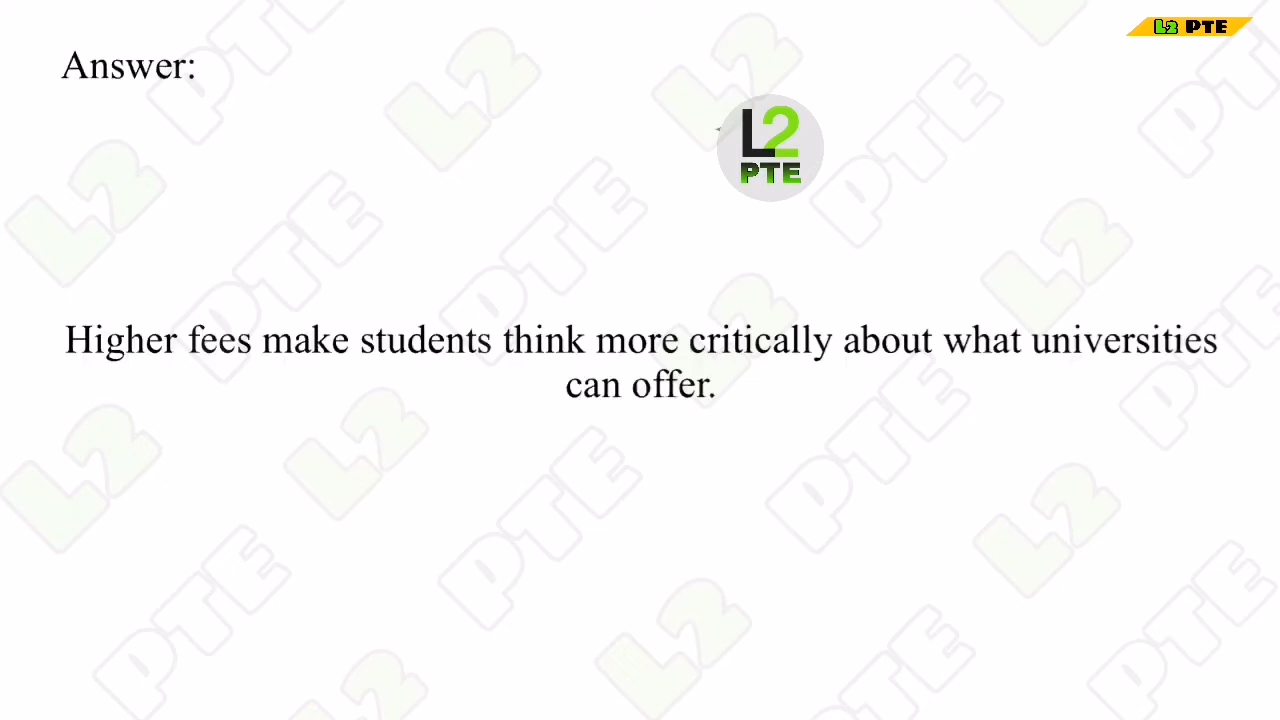 L2 PTE
Answer:
L2
PTE
Higher fees make students think more critically about what universities
can offer.